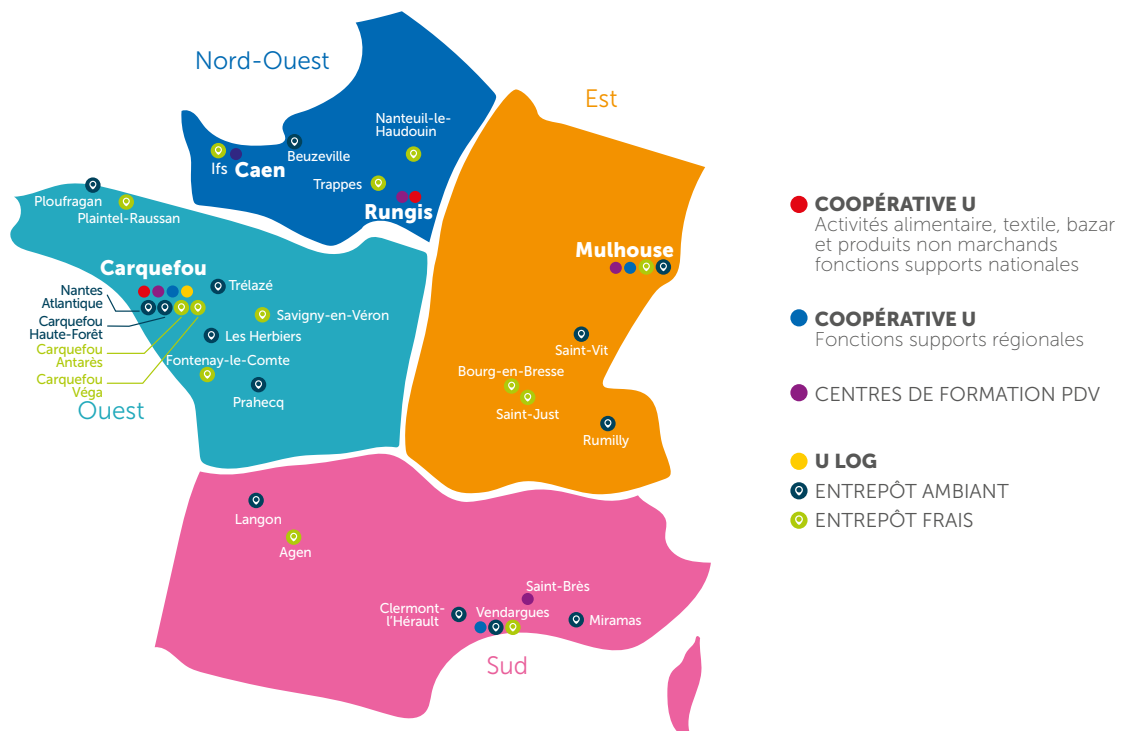 Nord-Ouest
Est
Nanteuil-le-
Haudouin
Ifs
Caen
Beuzeville
Trappes
Rungis
Ploufragan
Plaintel-Raussan
Carquefou
Nantes
Atlantique
Carquefou
Haute-Forêt
Carquefou
Antarès
Carquefou
Véga
Trélazé
Savigny-en-Véron
Les Herbiers
Fontenay-le-Comte
Prahecq
Ouest
Mulhouse
Saint-Vit
Bourg-en-Bresse
Saint-Just
Rumilly
Langon
Agen
Saint-Brès
Clermont-
l'Hérault
Vendargues
Miramas
Sud
COOPÉRATIVE U
Activités alimentaire, textile, bazar
et produits non marchands
fonctions supports nationales
COOPÉRATIVE U
Fonctions supports régionales
CENTRES DE FORMATION PDV
U LOG
ENTREPÔT AMBIANT
ENTREPÔT FRAIS